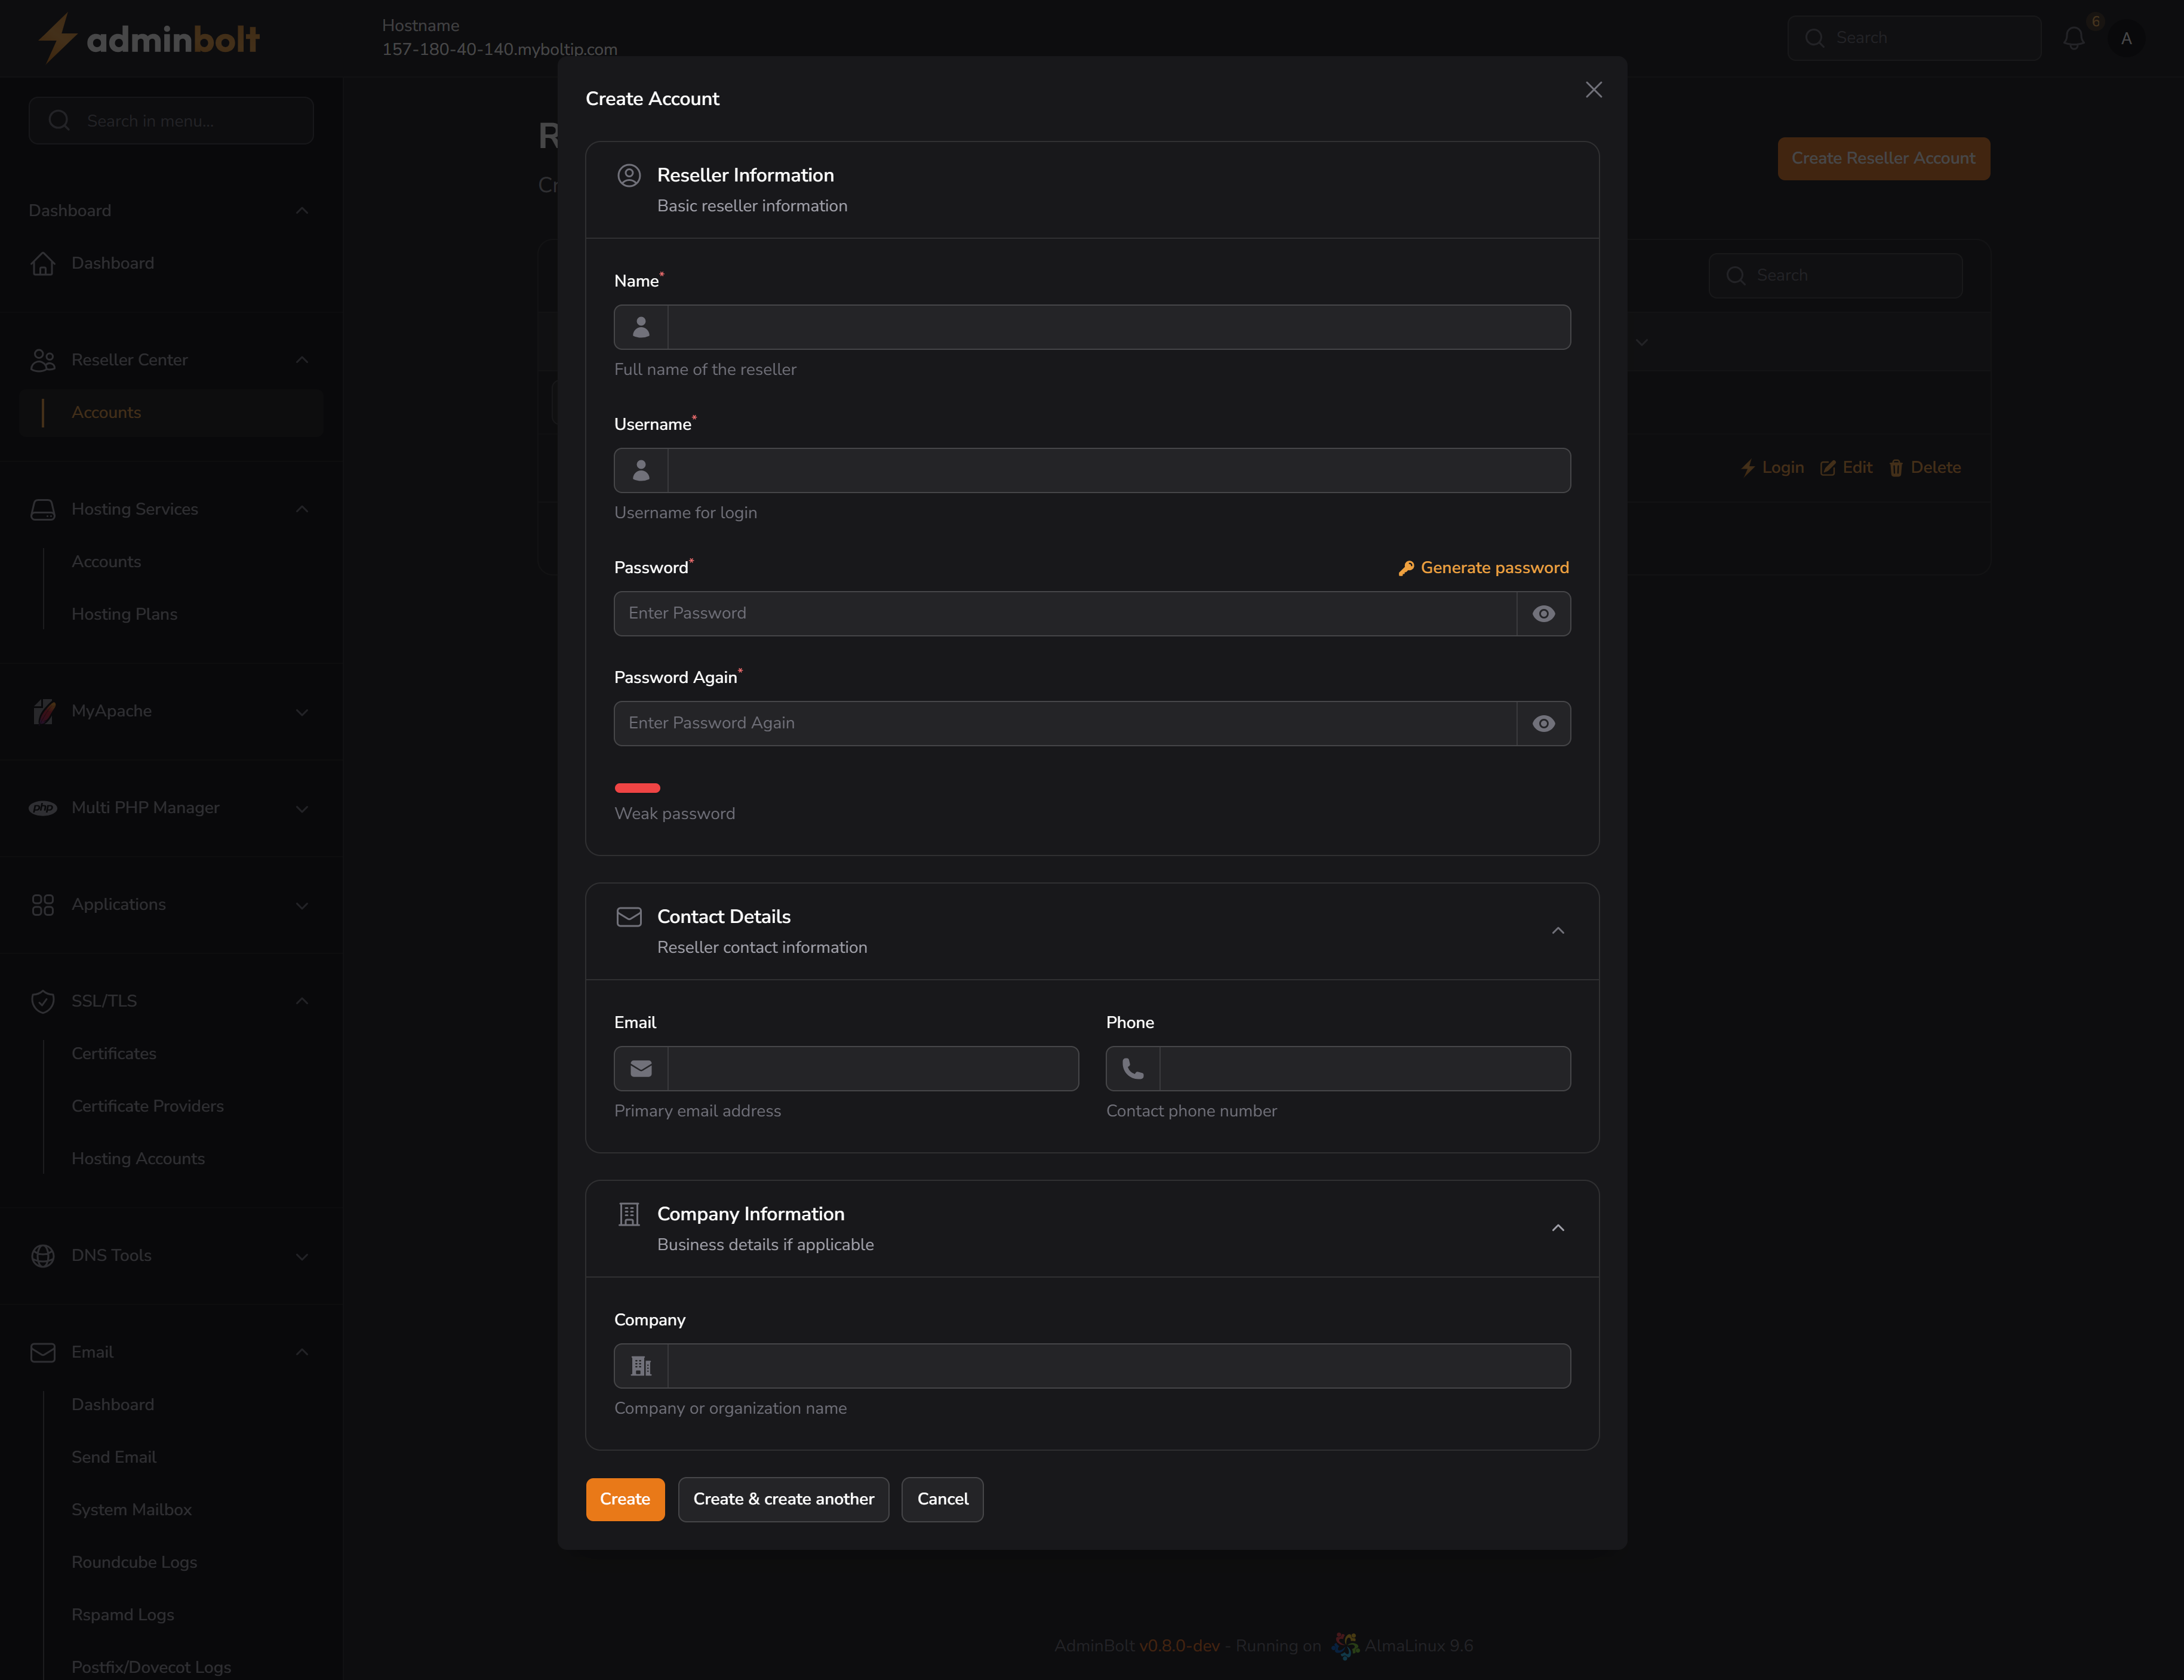 adminbolt
Hostname
157-180-40-140.myboltip.com
Search
6
A
Search in menu...
Dashboard
Dashboard
Reseller Center
Accounts
Hosting Services
Accounts
Hosting Plans
MyApache
php
Multi PHP Manager
Applications
SSL/TLS
Certificates
Certificate Providers
Hosting Accounts
DNS Tools
Email
Dashboard
Send Email
System Mailbox
Roundcube Logs
Rspamd Logs
Postfix/Dovecot Logs
R
Cr
Create Reseller Account
Search
Login Edit Delete
Create Account
Reseller Information
Basic reseller information
Name*
Full name of the reseller
Username*
Username for login
Password*
Generate password
Enter Password
Password Again*
Enter Password Again
Weak password
Contact Details
Reseller contact information
Email
Phone
Primary email address
Contact phone number
Company Information
Business details if applicable
Company
Company or organization name
Create
Create & create another
Cancel
AdminBolt v0.8.0-dev - Running on AlmaLinux 9.6